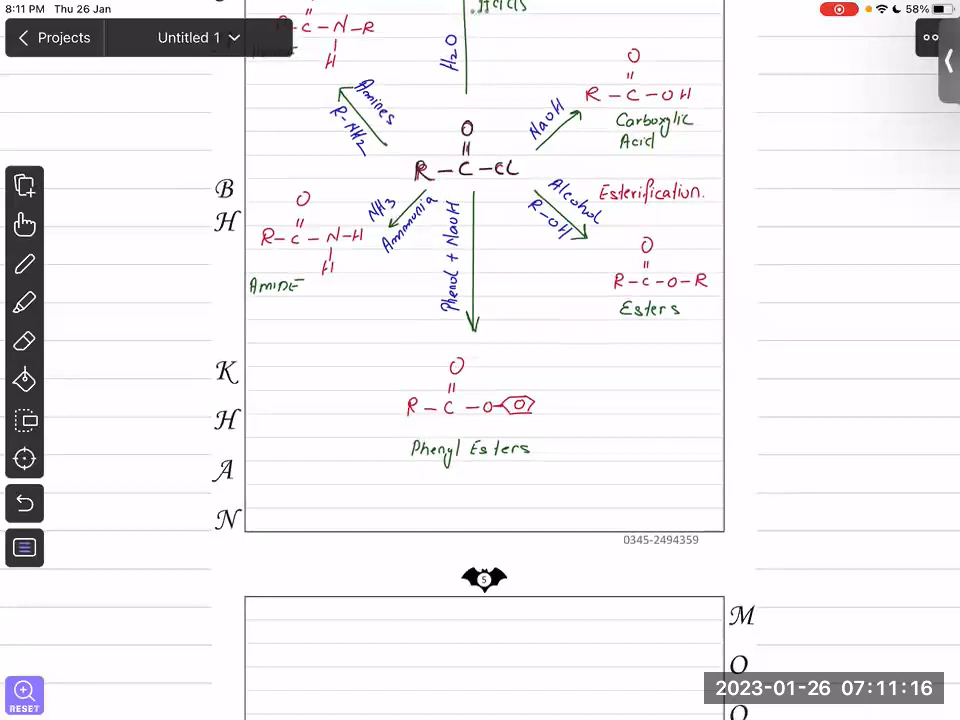 8:11 PM Thu 26 Jan
58%
Projects
Untitled 1
C – N – R
H
H2O
Amines
R-NH2
O
R – C – Cl
NaOH
O
R – C – OH
Carboxylic
Acid
B
H
O
R – C – N – H
H
AMIDE
NH3
Ammonia
Phenol + NaOH
Alcohol
R-OH
Esterification.
O
R – C – O – R
Esters
K
H
A
N
O
R – C – O
O
Phenyl Esters
0345-2494359
5
M
O
RESET
2023-01-26 07:11:16